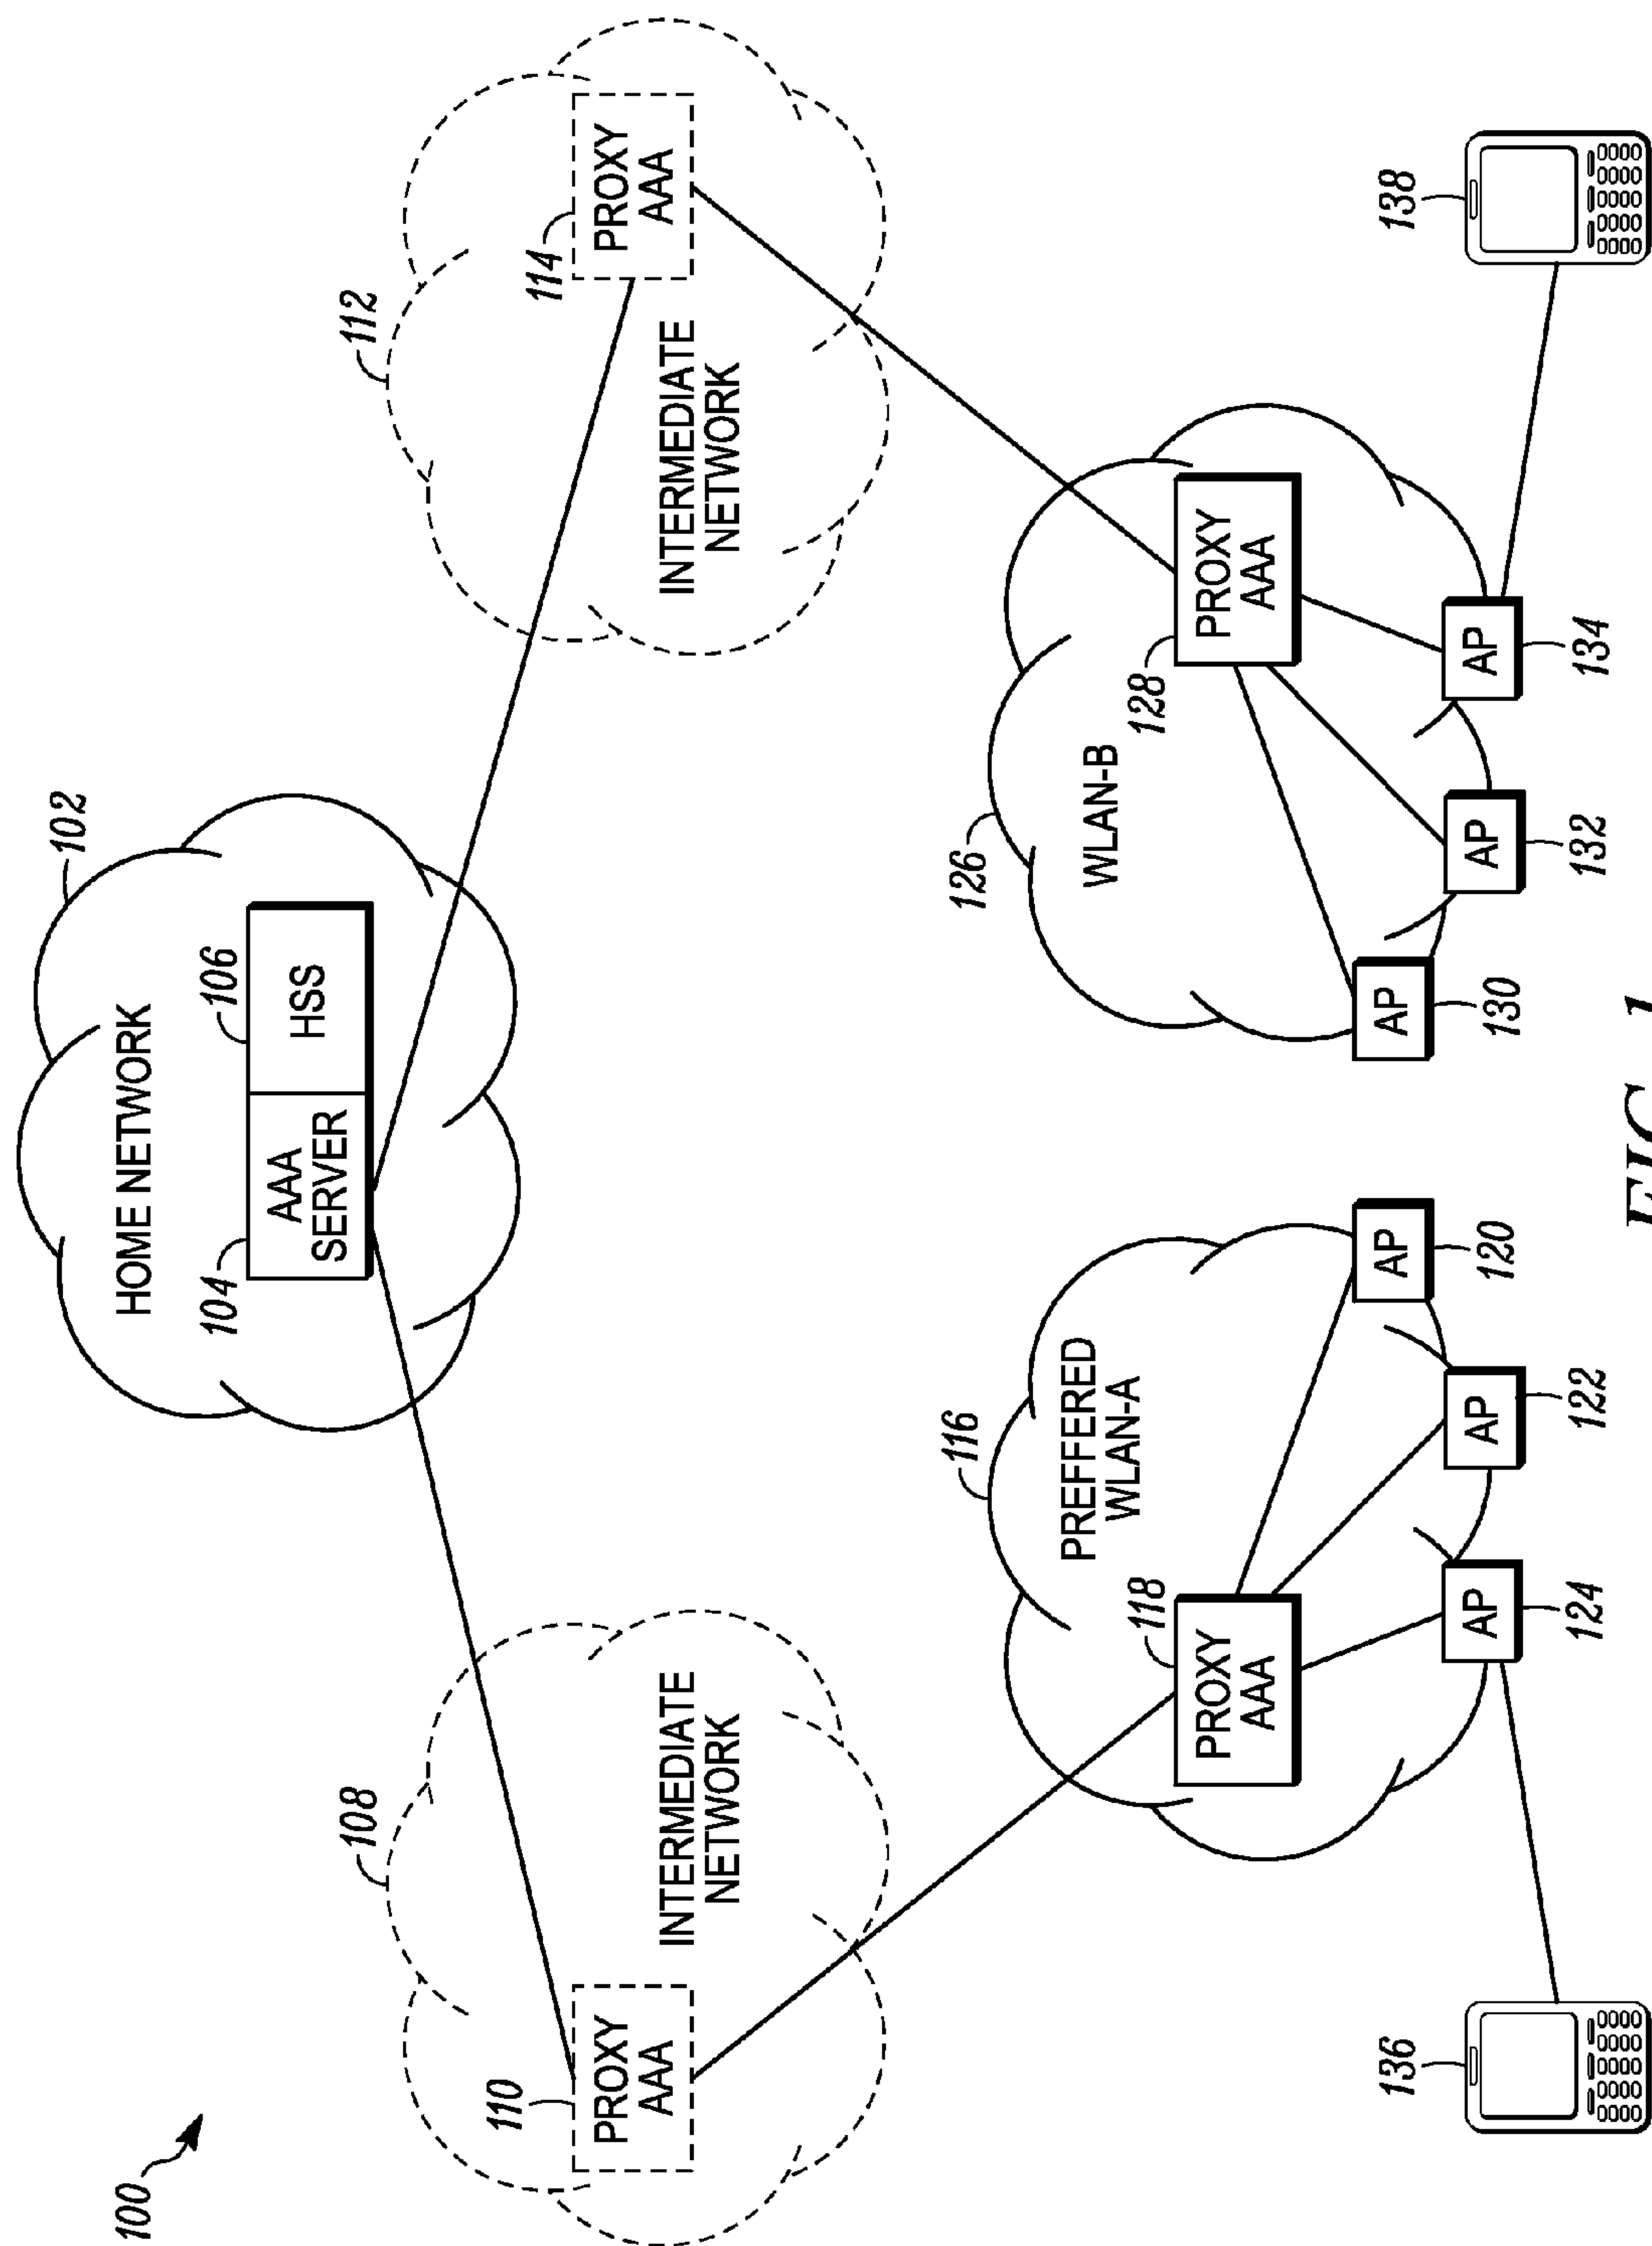 100
HOME NETWORK
102
104
106
AAA
SERVER
HSS
108
110
PROXY
AAA
INTERMEDIATE
NETWORK
112
114
PROXY
AAA
INTERMEDIATE
NETWORK
116
PREFFERED
WLAN-A
118
PROXY
AAA
AP
124
AP
122
AP
120
126
WLAN-B
128
PROXY
AAA
AP
130
AP
132
AP
134
136
138
FIG. 1